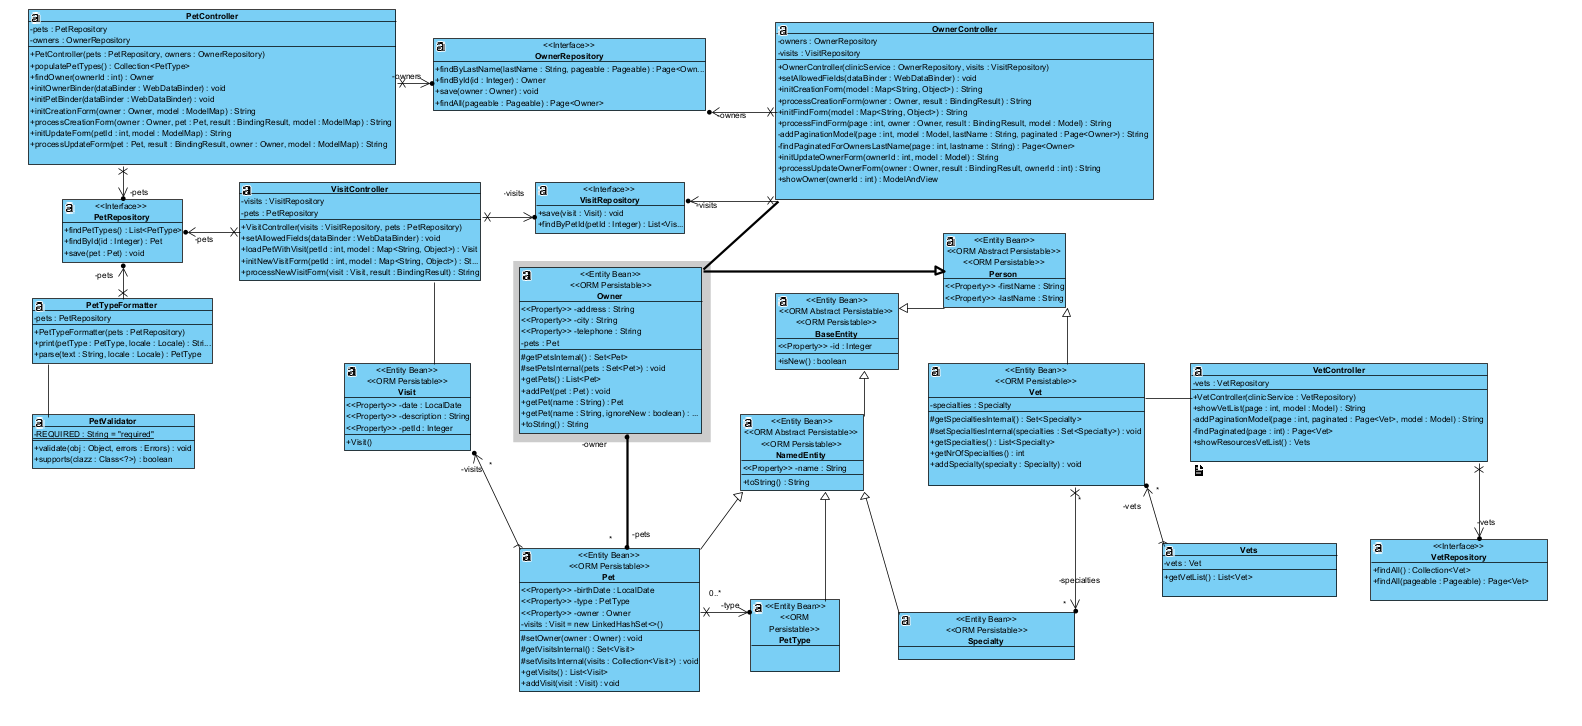 PetController
-pets : PetRepository
-owners : OwnerRepository
+PetController(pets : PetRepository, owners : OwnerRepository)
+populatePetTypes() : Collection<PetType>
+findOwner(ownerId : int) : Owner
+initOwnerBinder(dataBinder : WebDataBinder) : void
+initPetBinder(dataBinder : WebDataBinder) : void
+initCreationForm(owner : Owner, model : ModelMap) : String
+processCreationForm(owner : Owner, pet : Pet, result : BindingResult, model : ModelMap) : String
+initUpdateForm(petId : int, model : ModelMap) : String
+processUpdateForm(pet : Pet, result : BindingResult, owner : Owner, model : ModelMap) : String
-owners
<<Interface>>
OwnerRepository
+findByLastName(lastName : String, pageable : Pageable) : Page<Own...
+findById(id : Integer) : Owner
+save(owner : Owner) : void
+findAll(pageable : Pageable) : Page<Owner>
-owners
OwnerController
-owners : OwnerRepository
-visits : VisitRepository
+OwnerController(clinicService : OwnerRepository, visits : VisitRepository)
+setAllowedFields(dataBinder : WebDataBinder) : void
+initCreationForm(model : Map<String, Object>) : String
+processCreationForm(owner : Owner, result : BindingResult) : String
+initFindForm(model : Map<String, Object>) : String
+processFindForm(page : int, owner : Owner, result : BindingResult, model : Model) : String
-addPaginationModel(page : int, model : Model, lastName : String, paginated : Page<Owner>) : String
-findPaginatedForOwnersLastName(page : int, lastname : String) : Page<Owner>
+initUpdateOwnerForm(ownerId : int, model : Model) : String
+processUpdateOwnerForm(owner : Owner, result : BindingResult, ownerId : int) : String
+showOwner(ownerId : int) : ModelAndView
-pets
<<Interface>>
PetRepository
+findPetTypes() : List<PetType>
+findById(id : Integer) : Pet
+save(pet : Pet) : void
-pets
-pets
VisitController
-visits : VisitRepository
-pets : PetRepository
+VisitController(visits : VisitRepository, pets : PetRepository)
+setAllowedFields(dataBinder : WebDataBinder) : void
+loadPetWithVisit(petId : int, model : Map<String, Object>) : Visit
+initNewVisitForm(petId : int, model : Map<String, Object>) : St...
+processNewVisitForm(visit : Visit, result : BindingResult) : String
-visits
<<Interface>>
VisitRepository
+save(visit : Visit) : void
+findByPetId(petId : Integer) : List<Vis...
-visits
PetTypeFormatter
-pets : PetRepository
+PetTypeFormatter(pets : PetRepository)
+print(petType : PetType, locale : Locale) : Stri...
+parse(text : String, locale : Locale) : PetType
PetValidator
-REQUIRED : String = "required"
+validate(obj : Object, errors : Errors) : void
+supports(clazz : Class<?>) : boolean
<<Entity Bean>>
<<ORM Persistable>>
Visit
<<Property>> -date : LocalDate
<<Property>> -description : String
<<Property>> -petId : Integer
+Visit()
-visits
*
<<Entity Bean>>
<<ORM Persistable>>
Owner
<<Property>> -address : String
<<Property>> -city : String
<<Property>> -telephone : String
-pets : Pet
#getPetsInternal() : Set<Pet>
#setPetsInternal(pets : Set<Pet>) : void
+getPets() : List<Pet>
+addPet(pet : Pet) : void
+getPet(name : String) : Pet
+getPet(name : String, ignoreNew : boolean) : ...
+toString() : String
-owner
*
-pets
<<Entity Bean>>
<<ORM Persistable>>
Pet
<<Property>> -birthDate : LocalDate
<<Property>> -type : PetType
<<Property>> -owner : Owner
-visits : Visit = new LinkedHashSet<>()
#setOwner(owner : Owner) : void
#getVisitsInternal() : Set<Visit>
#setVisitsInternal(visits : Collection<Visit>) : void
+getVisits() : List<Visit>
+addVisit(visit : Visit) : void
0..*
-type
<<Entity Bean>>
<<ORM
Persistable>>
PetType
<<Entity Bean>>
<<ORM Abstract Persistable>>
<<ORM Persistable>>
Person
<<Property>> -firstName : String
<<Property>> -lastName : String
<<Entity Bean>>
<<ORM Abstract Persistable>>
<<ORM Persistable>>
BaseEntity
<<Property>> -id : Integer
+isNew() : boolean
<<Entity Bean>>
<<ORM Abstract Persistable>>
<<ORM Persistable>>
NamedEntity
<<Property>> -name : String
+toString() : String
<<Entity Bean>>
<<ORM Persistable>>
Vet
-specialties : Specialty
#getSpecialtiesInternal() : Set<Specialty>
#setSpecialtiesInternal(specialties : Set<Specialty>) : void
+getSpecialties() : List<Specialty>
+getNrOfSpecialties() : int
+addSpecialty(specialty : Specialty) : void
*
-specialties
*
<<Entity Bean>>
<<ORM Persistable>>
Specialty
VetController
-vets : VetRepository
+VetController(clinicService : VetRepository)
+showVetList(page : int, model : Model) : String
-addPaginationModel(page : int, paginated : Page<Vet>, model : Model) : String
-findPaginated(page : int) : Page<Vet>
+showResourcesVetList() : Vets
*
-vets
Vets
-vets : Vet
+getVetList() : List<Vet>
-vets
<<Interface>>
VetRepository
+findAll() : Collection<Vet>
+findAll(pageable : Pageable) : Page<Vet>